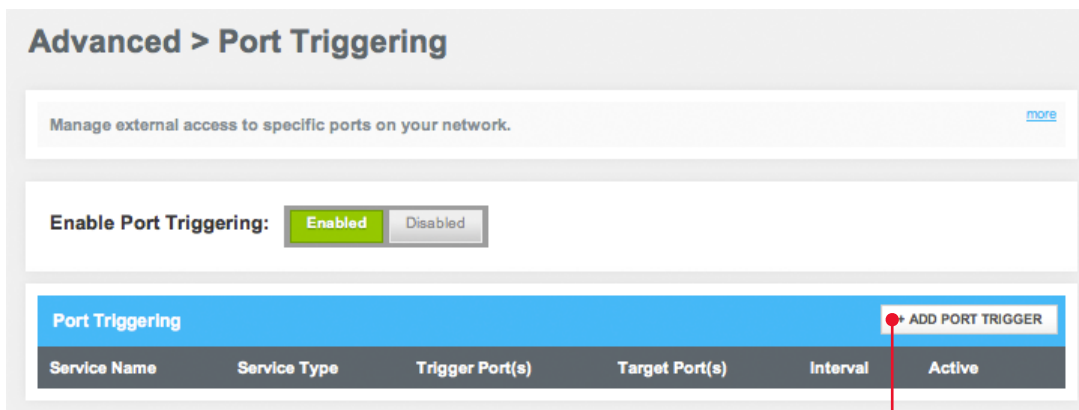 Advanced > Port Triggering
Manage external access to specific ports on your network.
more
Enable Port Triggering: Enabled Disabled
Port Triggering + ADD PORT TRIGGER
Service Name Service Type Trigger Port(s) Target Port(s) Interval Active